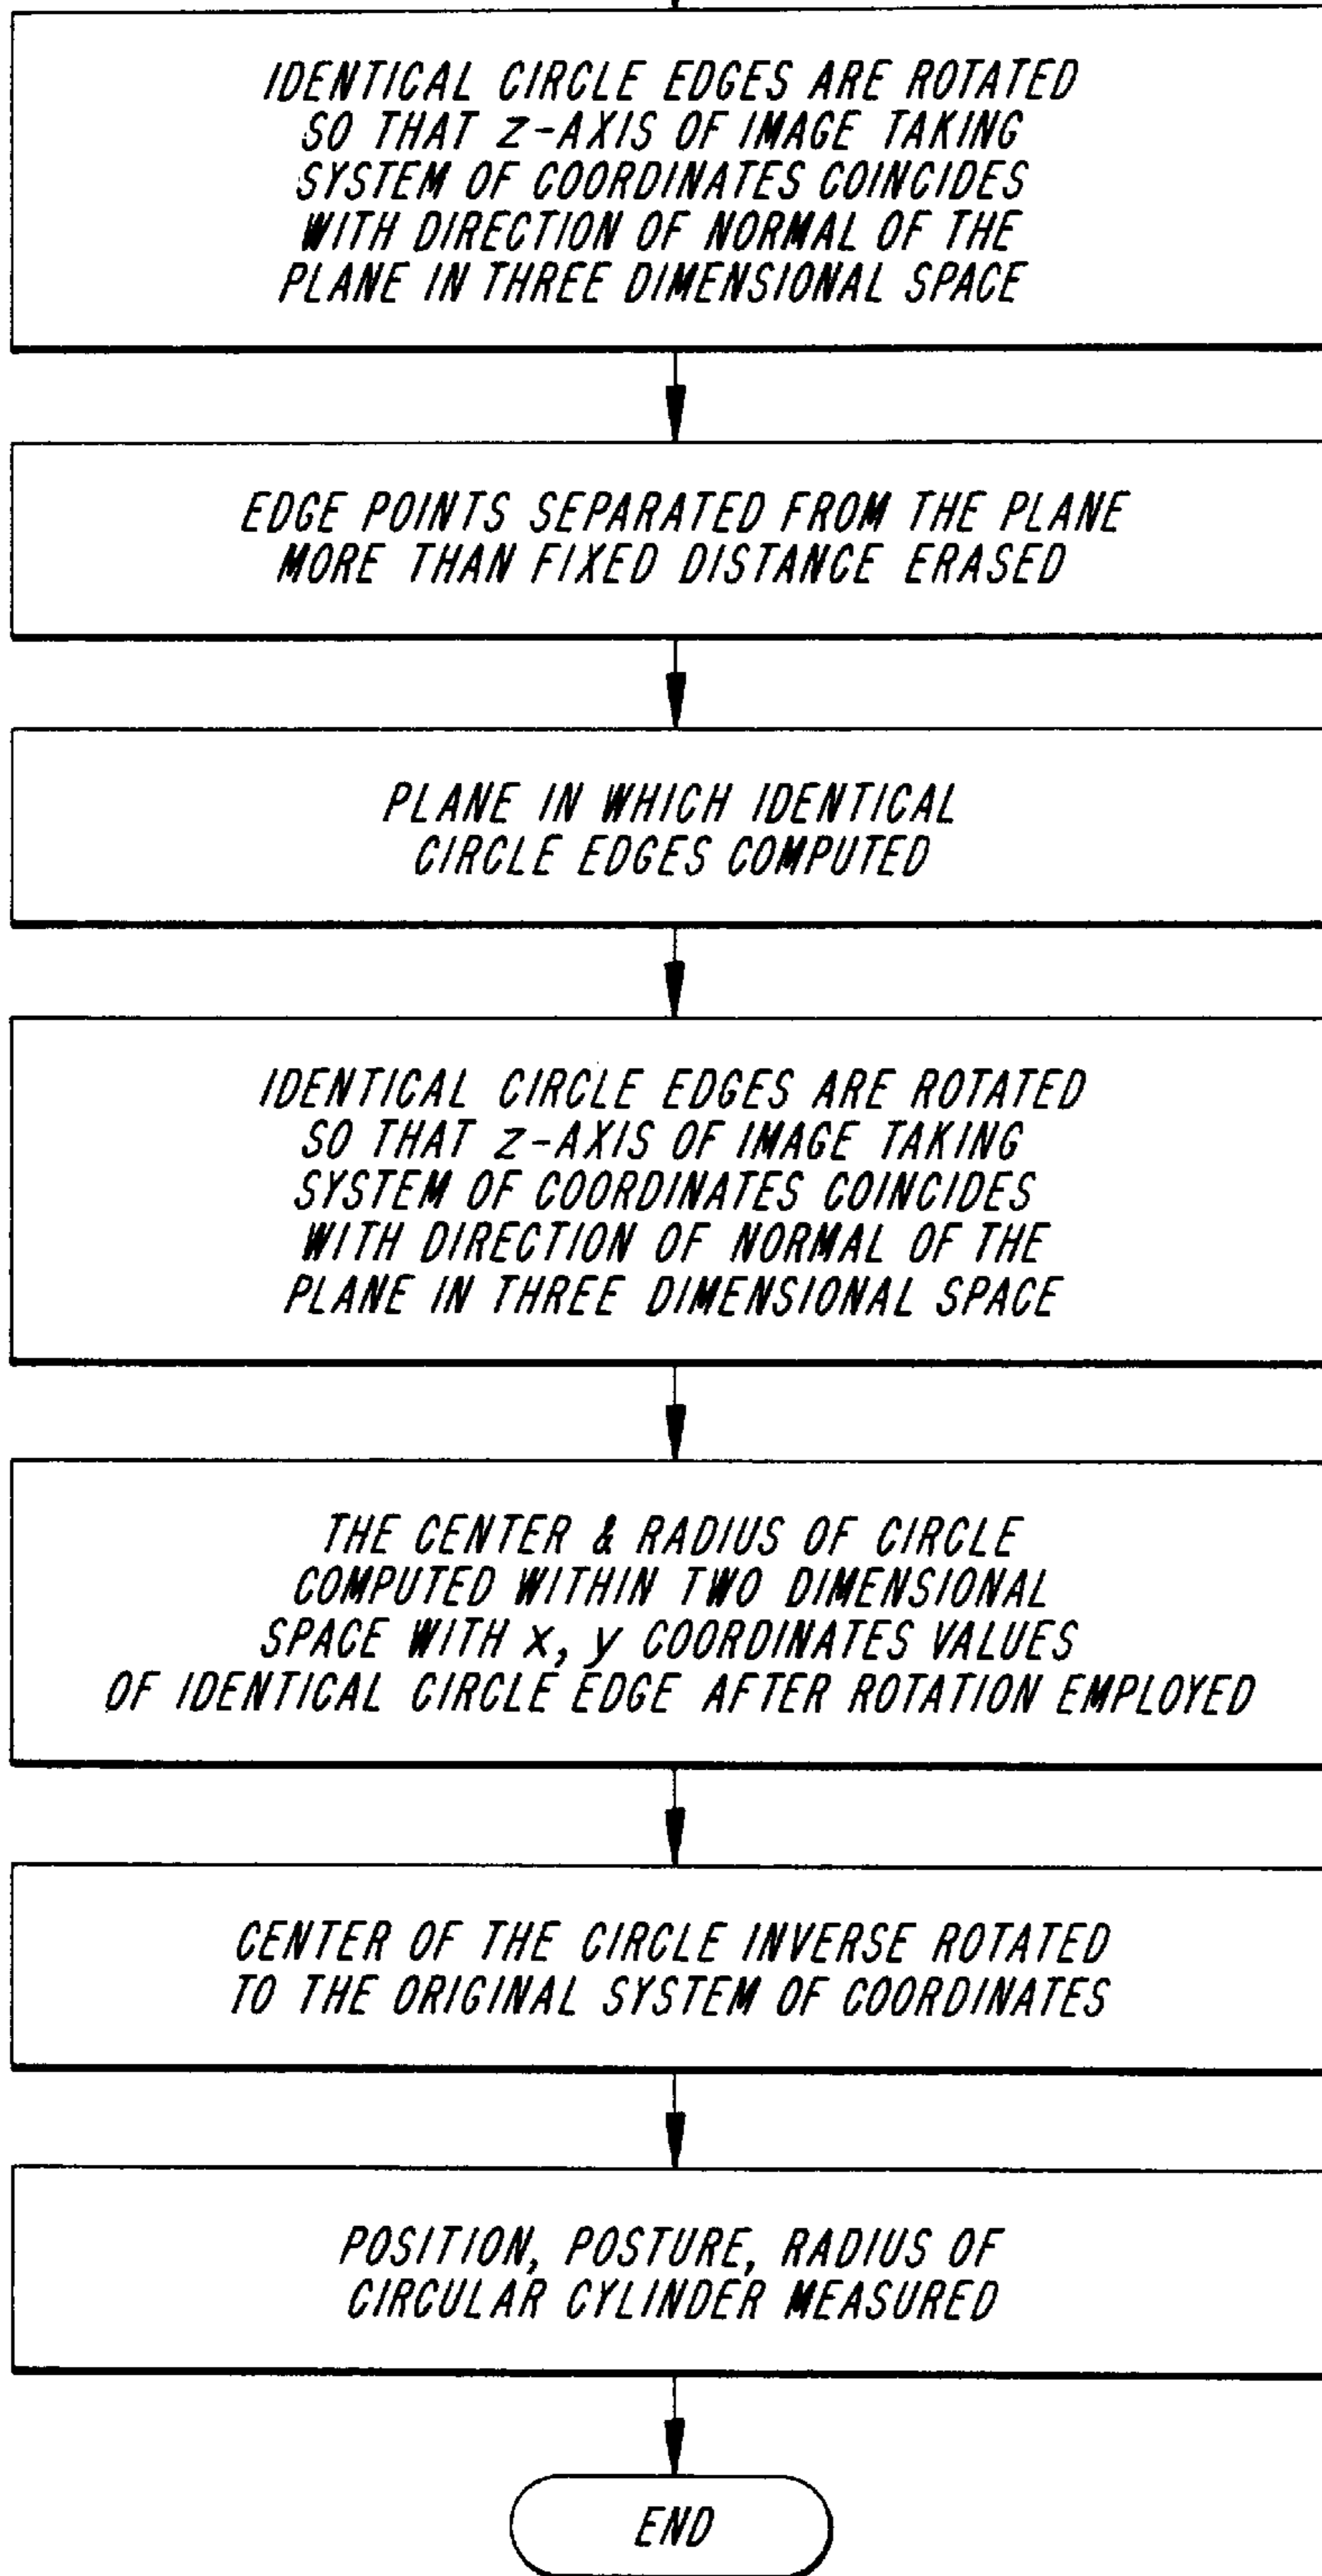 IDENTICAL CIRCLE EDGES ARE ROTATED
SO THAT z-AXIS OF IMAGE TAKING
SYSTEM OF COORDINATES COINCIDES
WITH DIRECTION OF NORMAL OF THE
PLANE IN THREE DIMENSIONAL SPACE
EDGE POINTS SEPARATED FROM THE PLANE
MORE THAN FIXED DISTANCE ERASED
PLANE IN WHICH IDENTICAL
CIRCLE EDGES COMPUTED
IDENTICAL CIRCLE EDGES ARE ROTATED
SO THAT z-AXIS OF IMAGE TAKING
SYSTEM OF COORDINATES COINCIDES
WITH DIRECTION OF NORMAL OF THE
PLANE IN THREE DIMENSIONAL SPACE
THE CENTER & RADIUS OF CIRCLE
COMPUTED WITHIN TWO DIMENSIONAL
SPACE WITH x, y COORDINATES VALUES
OF IDENTICAL CIRCLE EDGE AFTER ROTATION EMPLOYED
CENTER OF THE CIRCLE INVERSE ROTATED
TO THE ORIGINAL SYSTEM OF COORDINATES
POSITION, POSTURE, RADIUS OF
CIRCULAR CYLINDER MEASURED
END